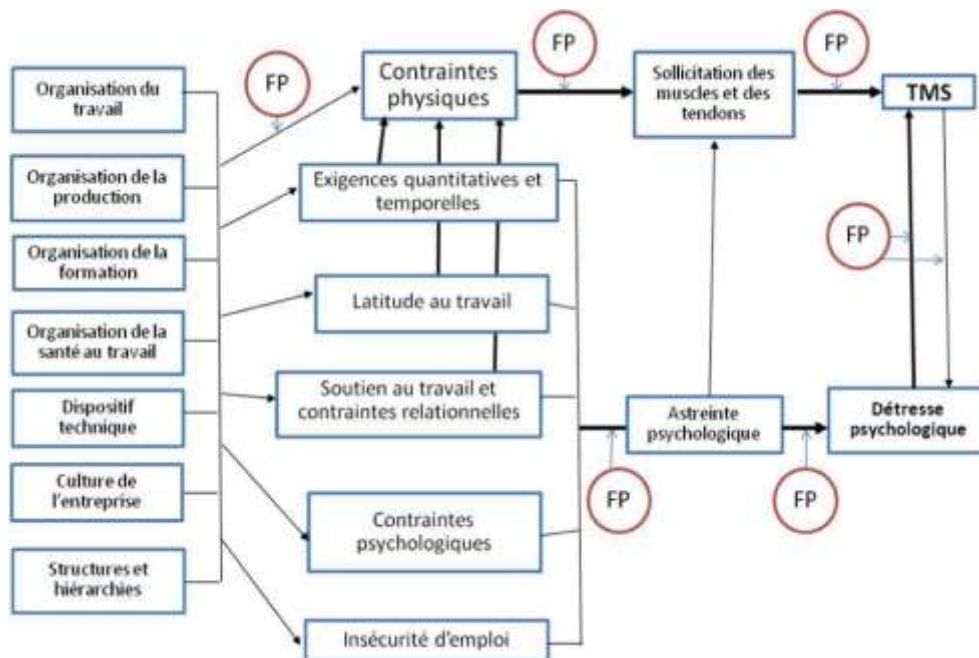 Organisation du
travail
Organisation de la
production
Organisation de la
formation
Organisation de la
santé au travail
Dispositif
technique
Culture de
l'entreprise
Structures et
hiérarchies
FP
Contraintes
physiques
Exigences quantitatives et
temporelles
Latitude au travail
Soutien au travail et
contraintes relationnelles
Contraintes
psychologiques
Insécurité d'emploi
FP
Sollicitation des
muscles et des
tendons
FP
TMS
FP
Astreinte
psychologique
Détresse
psychologique
FP
FP